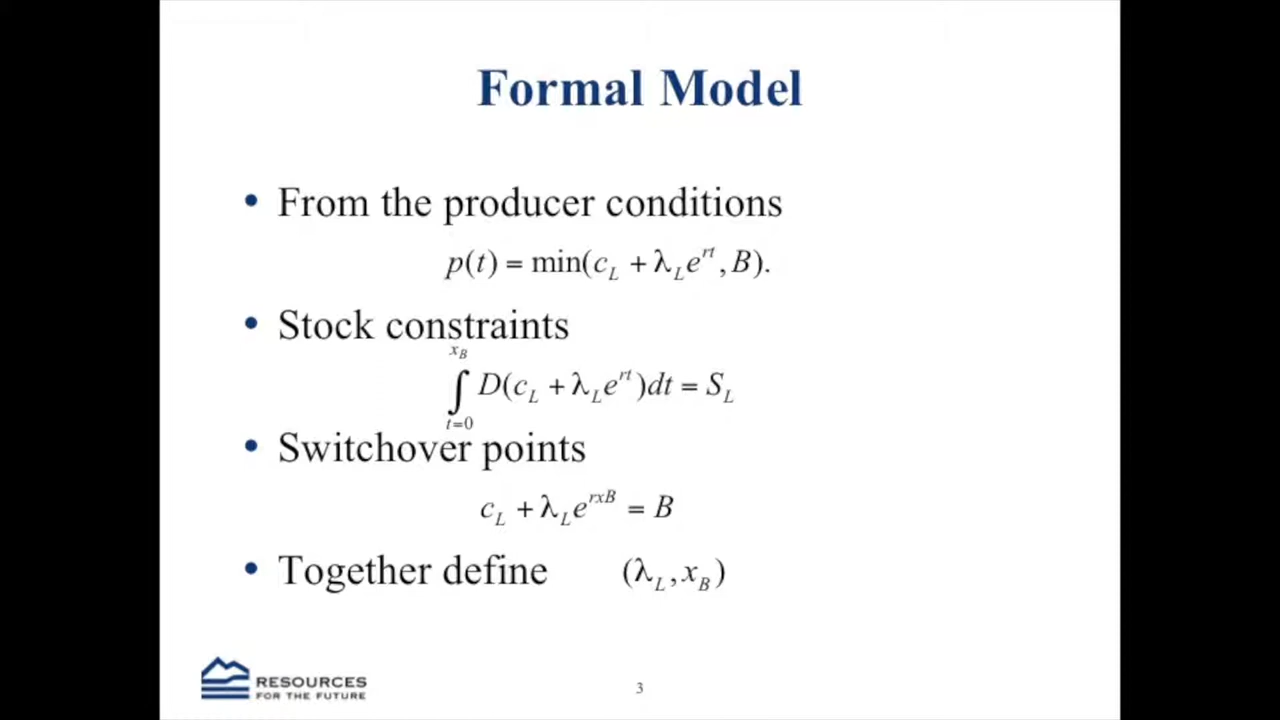 Formal Model
• From the producer conditions
p(t) = min(c_L + λ_L e^{rt}, B).
• Stock constraints
∫_{t=0}^{x_B} D(c_L + λ_L e^{rt})dt = S_L
• Switchover points
c_L + λ_L e^{rxB} = B
• Together define (λ_L, x_B)
RESOURCES
FOR THE FUTURE
3